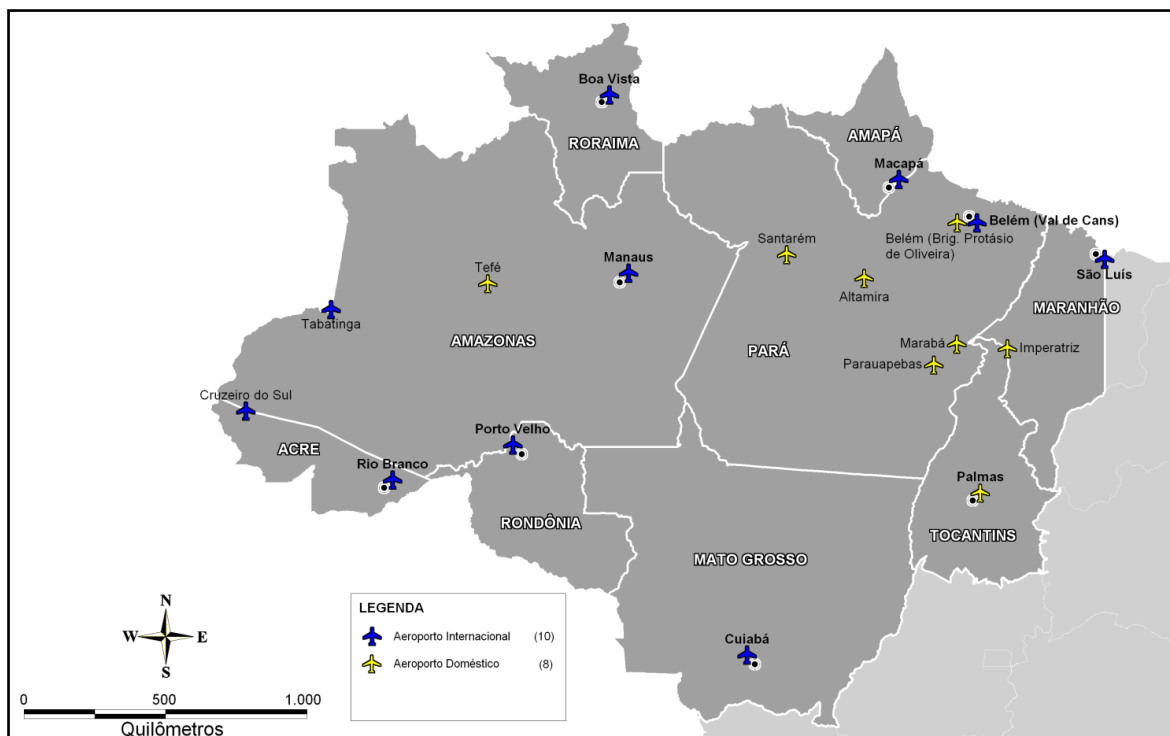 Boa Vista
RORAIMA
AMAPÁ
Macapá
Belém (Val de Cans)
Belém (Brig. Protásio
de Oliveira)
Santarém
Manaus
Tefé
São Luís
Altamira
MARANHÃO
Tabatinga
AMAZONAS
PARÁ
Marabá
Imperatriz
Parauapebas
Cruzeiro do Sul
Porto Velho
ACRE
Rio Branco
Palmas
RONDÔNIA
TOCANTINS
MATO GROSSO
Cuiabá
LEGENDA
Aeroporto Internacional (10)
Aeroporto Doméstico (8)
N
W E
S
0 500 1.000
Quilômetros